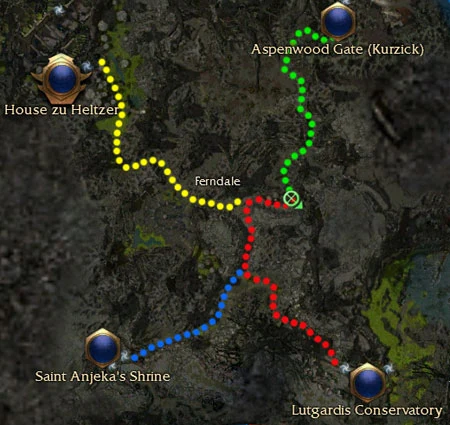 Aspenwood Gate (Kurzick)
House zu Heltzer
Ferndale
Saint Anjeka's Shrine
Lutgardis Conservatory